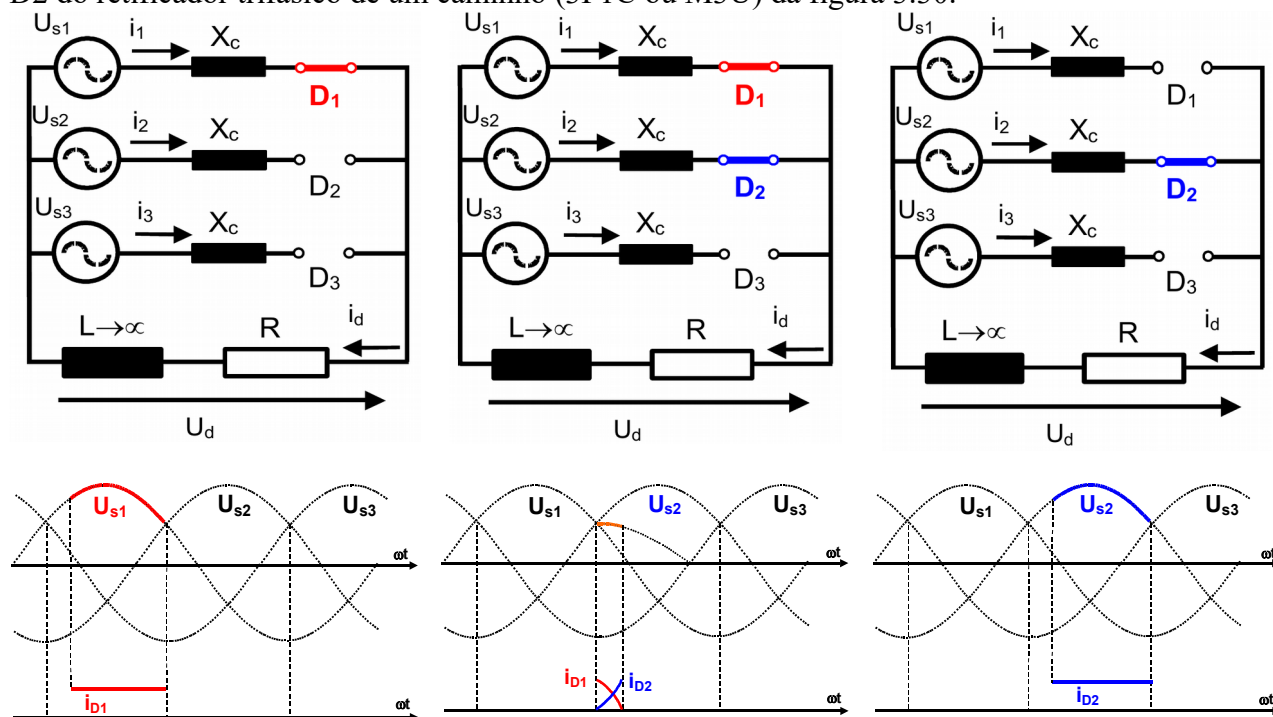 D2 do retificador trifásico de um caminho (3F1C ou M3U) da figura 3.30.
Us1 i1 Xc D1
Us2 i2 Xc D2
Us3 i3 Xc D3
L→∝ R id
Ud
Us1 i1 Xc D1
Us2 i2 Xc D2
Us3 i3 Xc D3
L→∝ R id
Ud
Us1 i1 Xc D1
Us2 i2 Xc D2
Us3 i3 Xc D3
L→∝ R id
Ud
Us1 Us2 Us3
ωt
iD1
ωt
Us1 Us2 Us3
ωt
iD1 iD2
ωt
Us1 Us2 Us3
ωt
iD2
ωt